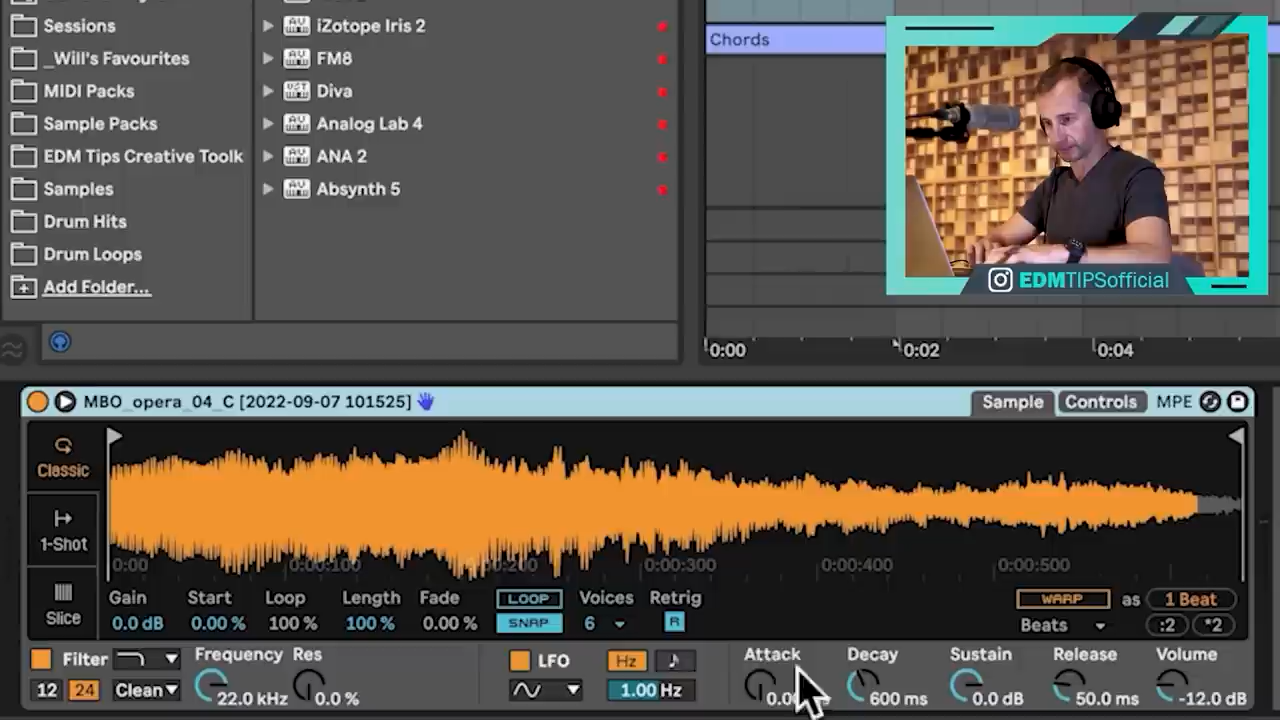 Sessions
_Will's Favourites
MIDI Packs
Sample Packs
EDM Tips Creative Toolk
Samples
Drum Hits
Drum Loops
Add Folder...
iZotope Iris 2
FM8
Diva
Analog Lab 4
ANA 2
Absynth 5
Chords
EDMTIPSofficial
0:00 0:02 0:04
MBO_opera_04_C [2022-09-07 101525]
Sample Controls MPE
Classic
1-Shot
Slice
0:00 0:00:100 0:00:200 0:00:300 0:00:400 0:00:500
Gain Start Loop Length Fade LOOP Voices Retrig WARP as 1 Beat
0.0 dB 0.00 % 100 % 100 % 0.00 % SNAP 6 R Beats :2 *2
Filter Frequency Res LFO Hz Attack Decay Sustain Release Volume
12 24 Clean 22.0 kHz 0.0 % 1.00 Hz 600 ms 0.0 dB 50.0 ms -12.0 dB